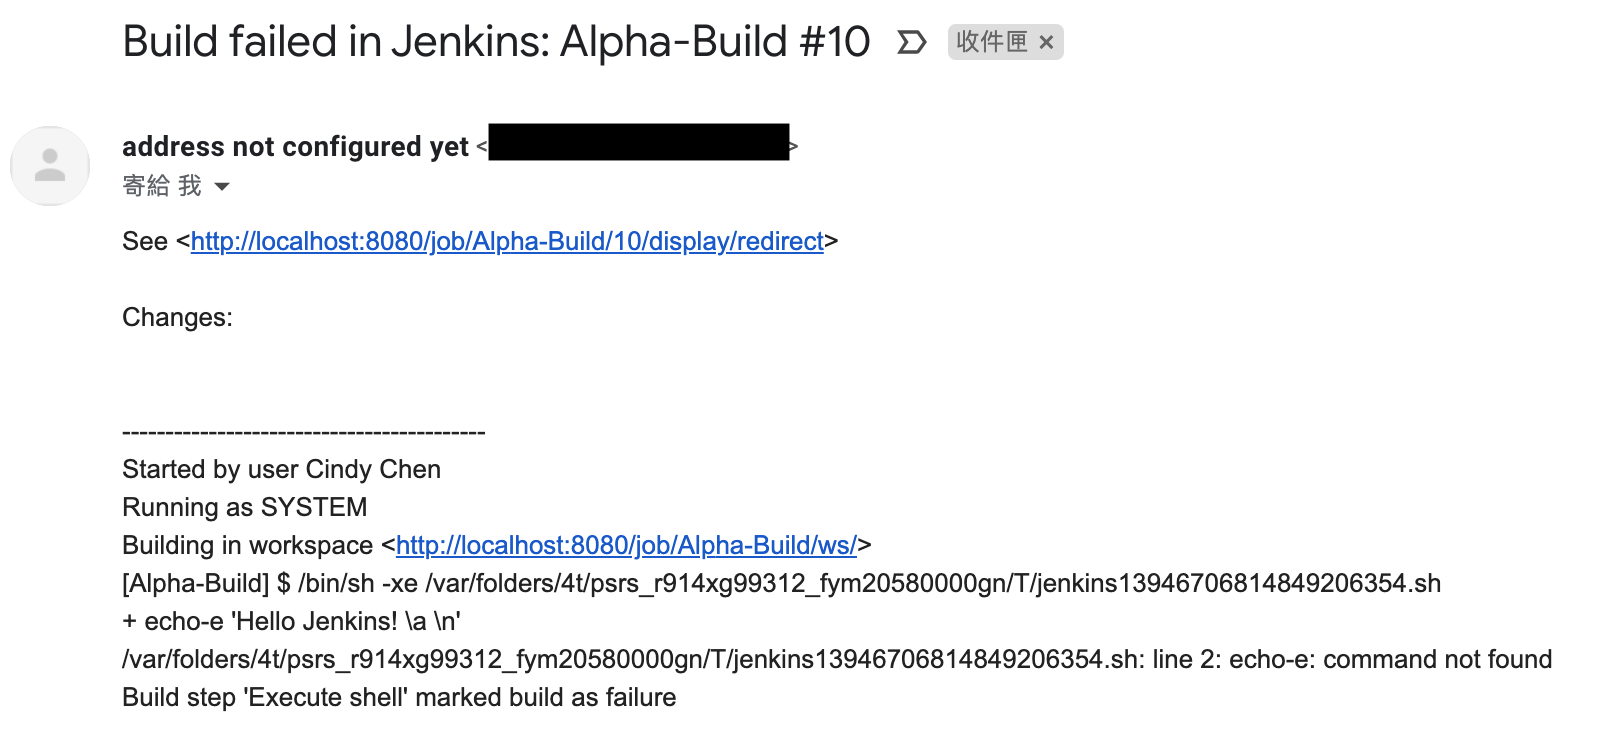 Build failed in Jenkins: Alpha-Build #10 收件匣 ×
address not configured yet < >
寄給 我
See <http://localhost:8080/job/Alpha-Build/10/display/redirect>
Changes:
------------------------------------------
Started by user Cindy Chen
Running as SYSTEM
Building in workspace <http://localhost:8080/job/Alpha-Build/ws/>
[Alpha-Build] $ /bin/sh -xe /var/folders/4t/psrs_r914xg99312_fym20580000gn/T/jenkins13946706814849206354.sh
+ echo-e 'Hello Jenkins! \a \n'
/var/folders/4t/psrs_r914xg99312_fym20580000gn/T/jenkins13946706814849206354.sh: line 2: echo-e: command not found
Build step 'Execute shell' marked build as failure